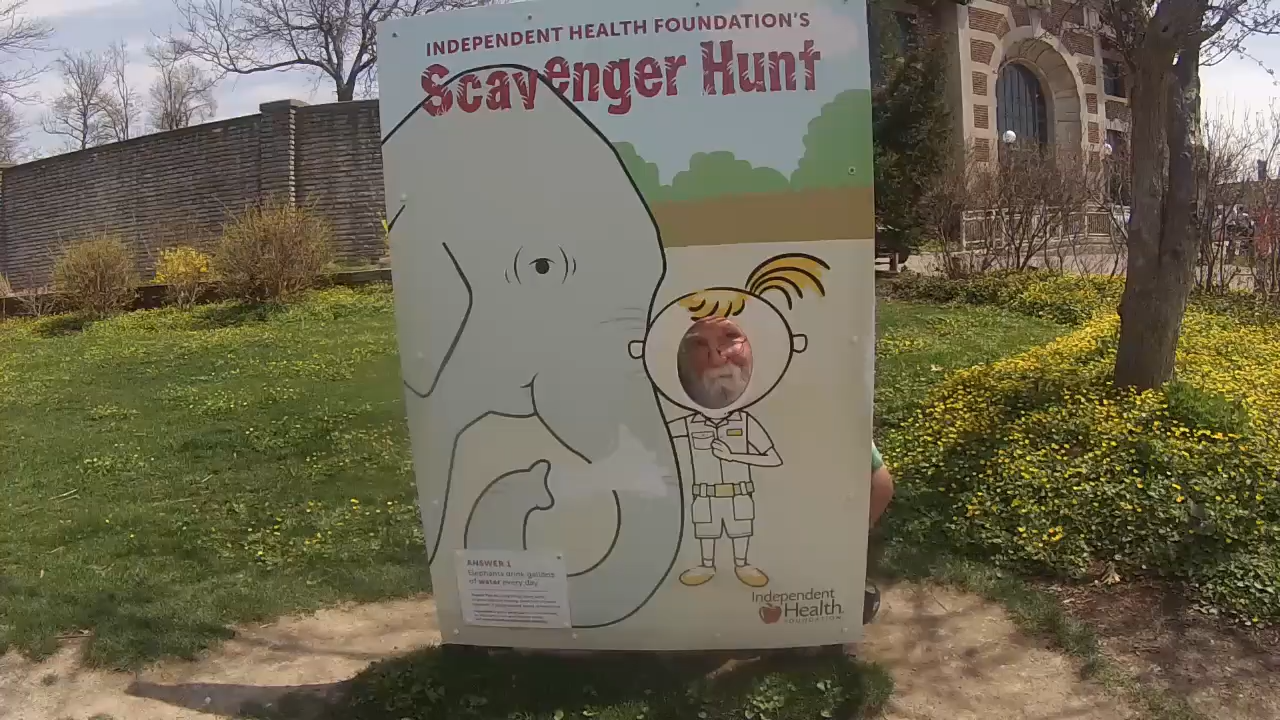 INDEPENDENT HEALTH FOUNDATION'S
Scavenger Hunt
ANSWER 1
Elephants drink gallons
of water every day
Independent
Health.
FOUNDATION